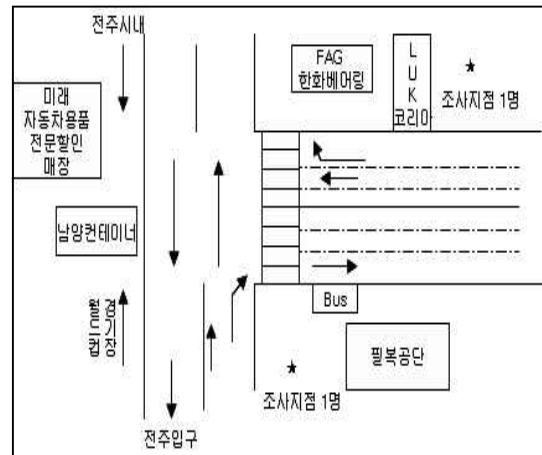 전주시내
FAG
한화베어링
L
U
K
코리아
조사지점 1명
미래
자동차용품
전문할인
매장
남양컨테이너
월드컵
경기장
Bus
필복공단
조사지점 1명
전주입구